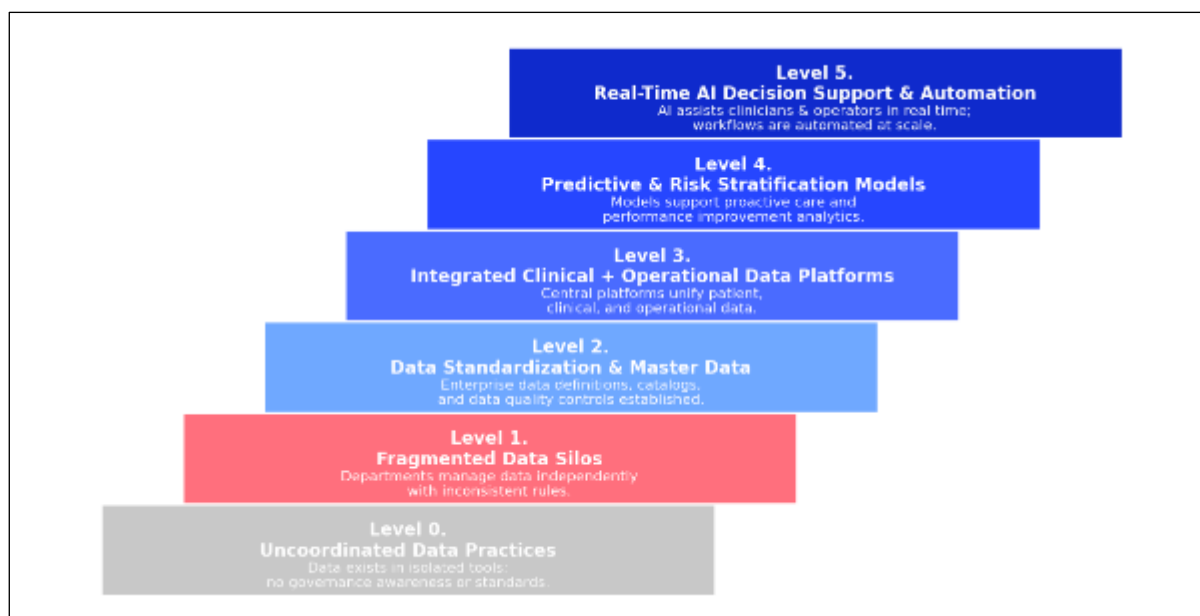 Level 5.
Real-Time AI Decision Support & Automation
AI assists clinicians & operators in real time;
workflows are automated at scale.
Level 4.
Predictive & Risk Stratification Models
Models support proactive care and
performance improvement analytics.
Level 3.
Integrated Clinical + Operational Data Platforms
Central platforms unify patient,
clinical, and operational data.
Level 2.
Data Standardization & Master Data
Enterprise data definitions, catalogs,
and data quality controls established.
Level 1.
Fragmented Data Silos
Departments manage data independently
with inconsistent rules.
Level 0.
Uncoordinated Data Practices
Data exists in isolated tools;
no governance awareness or standards.